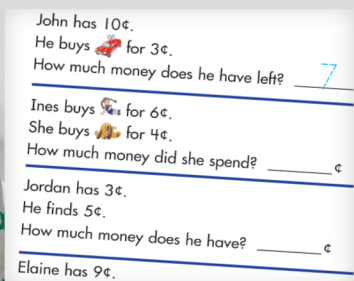 John has 10¢.
He buys for 3¢.
How much money does he have left? 7
Ines buys for 6¢.
She buys for 4¢.
How much money did she spend? ______¢
Jordan has 3¢.
He finds 5¢.
How much money does he have? ______¢
Elaine has 9¢.